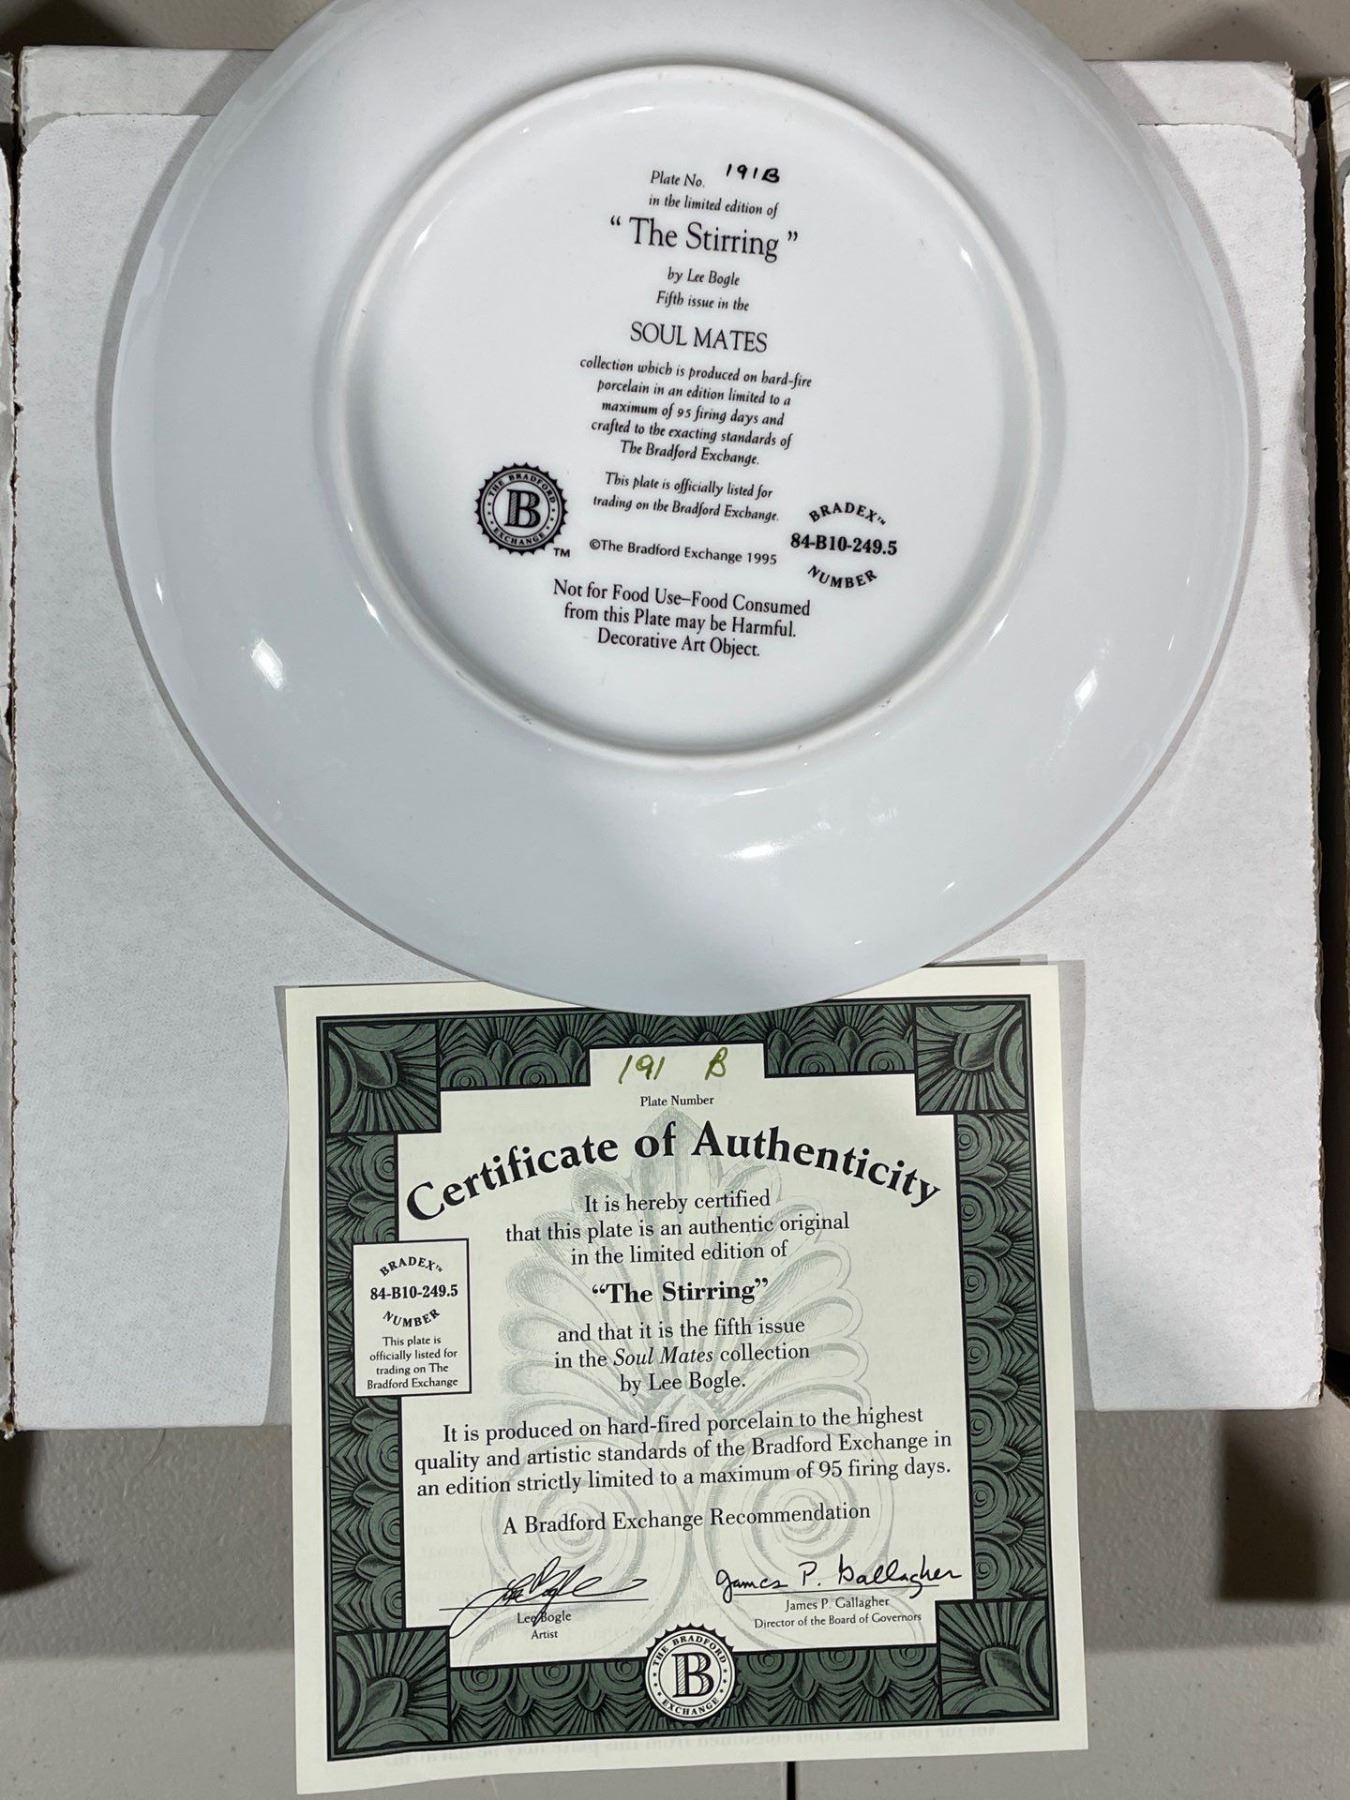 Plate No. 191B
in the limited edition of
“ The Stirring ”
by Lee Bogle
Fifth issue in the
SOUL MATES
collection which is produced on hard-fire
porcelain in an edition limited to a
maximum of 95 firing days and
crafted to the exacting standards of
The Bradford Exchange.
This plate is officially listed for
trading on the Bradford Exchange.
THE BRADFORD
B
EXCHANGE
TM
©The Bradford Exchange 1995
BRADEX™
84-B10-249.5
NUMBER
Not for Food Use–Food Consumed
from this Plate may be Harmful.
Decorative Art Object.
191 B
Plate Number
Certificate of Authenticity
It is hereby certified
that this plate is an authentic original
in the limited edition of
“The Stirring”
and that it is the fifth issue
in the Soul Mates collection
by Lee Bogle.
BRADEX™
84-B10-249.5
NUMBER
This plate is
officially listed for
trading on The
Bradford Exchange
It is produced on hard-fired porcelain to the highest
quality and artistic standards of the Bradford Exchange in
an edition strictly limited to a maximum of 95 firing days.
A Bradford Exchange Recommendation
Lee Bogle
Lee Bogle
Artist
James P. Gallagher
James P. Gallagher
Director of the Board of Governors
THE BRADFORD
B
EXCHANGE